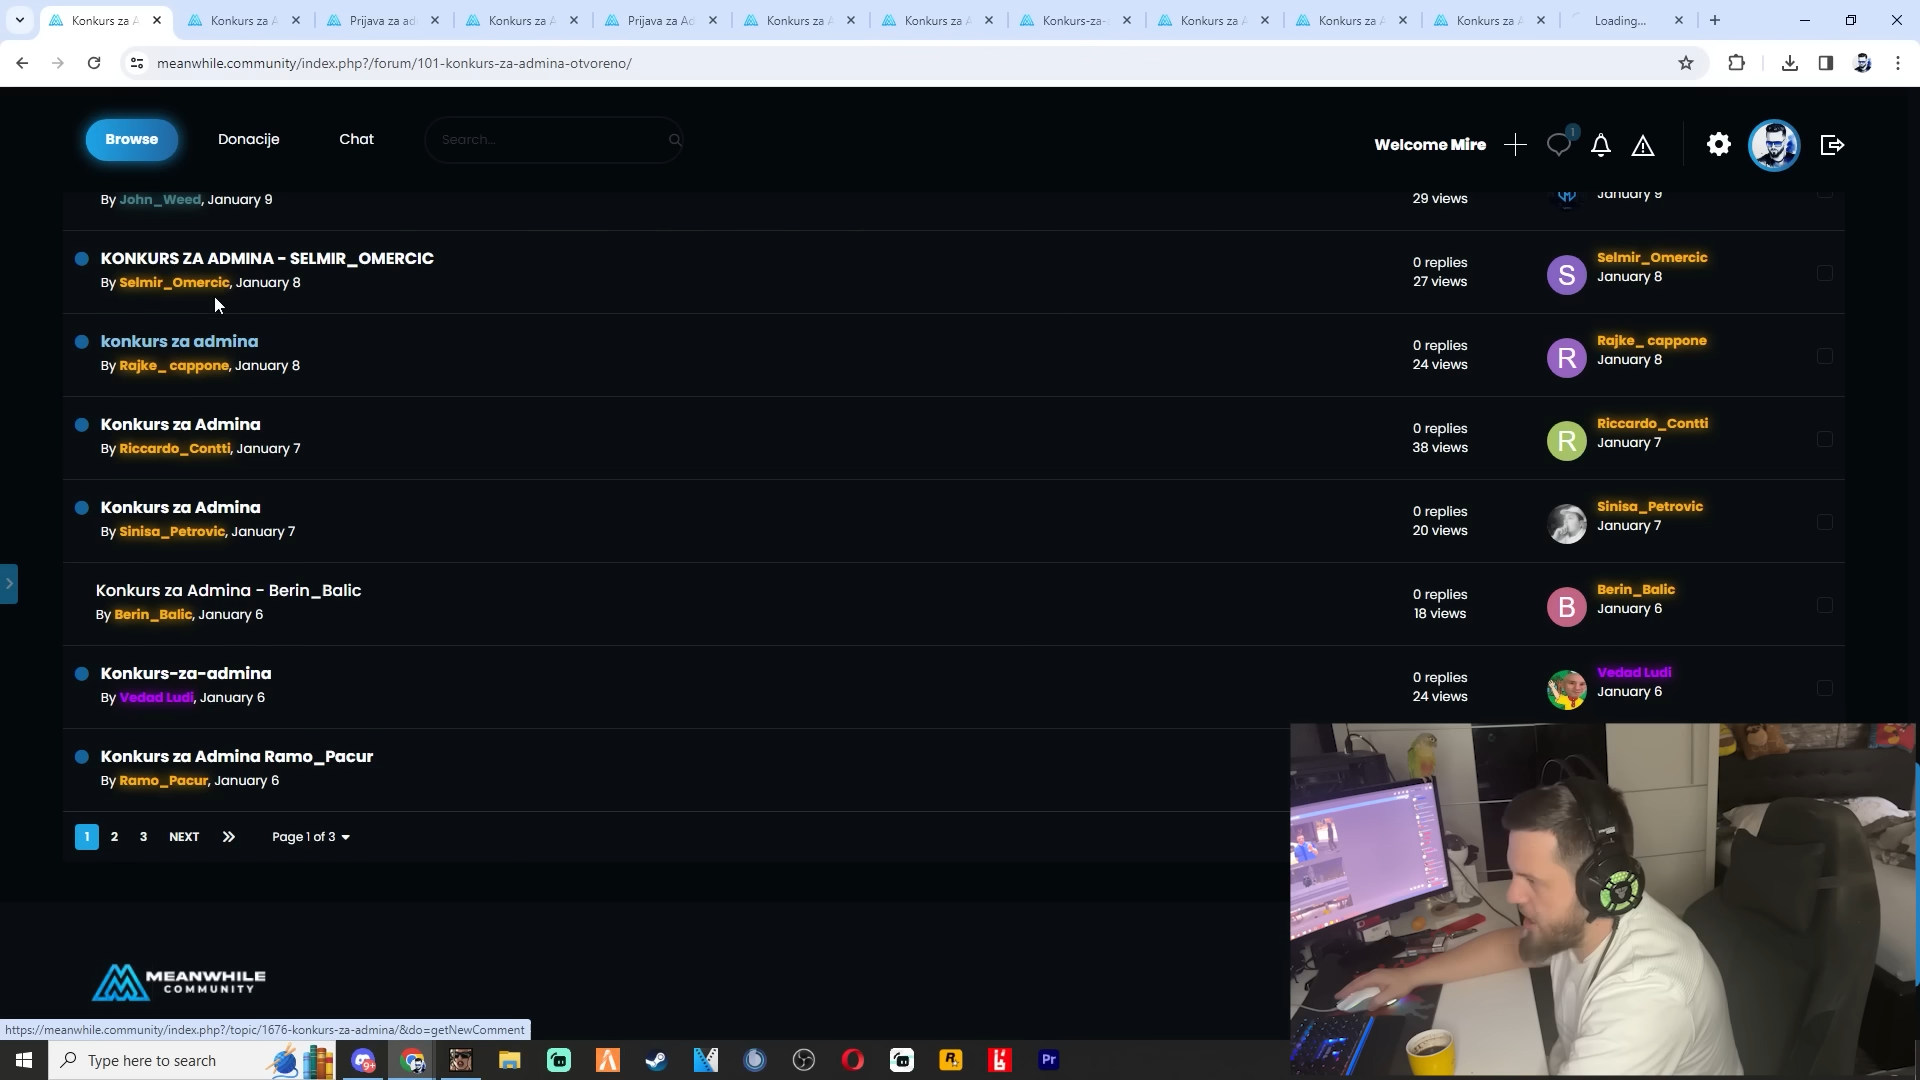 Konkurs za A
Konkurs za A
Prijava za ad
Konkurs za A
Prijava za Ad
Konkurs za A
Konkurs za A
Konkurs-za-
Konkurs za A
Konkurs za A
Konkurs za A
Loading...
meanwhile.community/index.php?/forum/101-konkurs-za-admina-otvoreno/
Browse
Donacije
Chat
Search...
Welcome Mire
1
By John_Weed, January 9
29 views
January 9
KONKURS ZA ADMINA - SELMIR_OMERCIC
By Selmir_Omercic, January 8
0 replies
27 views
S
Selmir_Omercic
January 8
konkurs za admina
By Rajke_ cappone, January 8
0 replies
24 views
R
Rajke_ cappone
January 8
Konkurs za Admina
By Riccardo_Contti, January 7
0 replies
38 views
R
Riccardo_Contti
January 7
Konkurs za Admina
By Sinisa_Petrovic, January 7
0 replies
20 views
Sinisa_Petrovic
January 7
Konkurs za Admina - Berin_Balic
By Berin_Balic, January 6
0 replies
18 views
B
Berin_Balic
January 6
Konkurs-za-admina
By Vedad Ludi, January 6
0 replies
24 views
Vedad Ludi
January 6
Konkurs za Admina Ramo_Pacur
By Ramo_Pacur, January 6
1 2 3 NEXT Page 1 of 3
MEANWHILE
COMMUNITY
https://meanwhile.community/index.php?/topic/1676-konkurs-za-admina/&do=getNewComment
Type here to search
9+
R
Pr